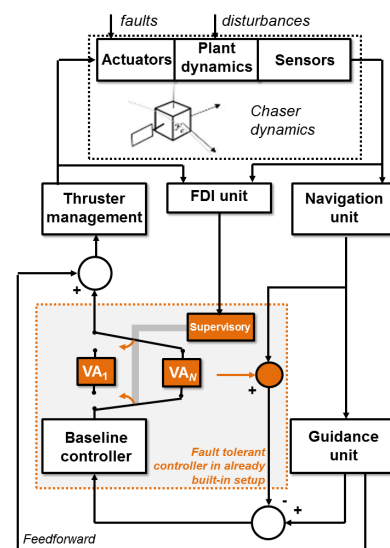 faults
disturbances
Actuators
Plant
dynamics
Sensors
Chaser
dynamics
Thruster
management
FDI unit
Navigation
unit
+
Supervisory
VA1
VAN
+
Baseline
controller
Fault tolerant
controller in already
built-in setup
Guidance
unit
-
+
Feedforward